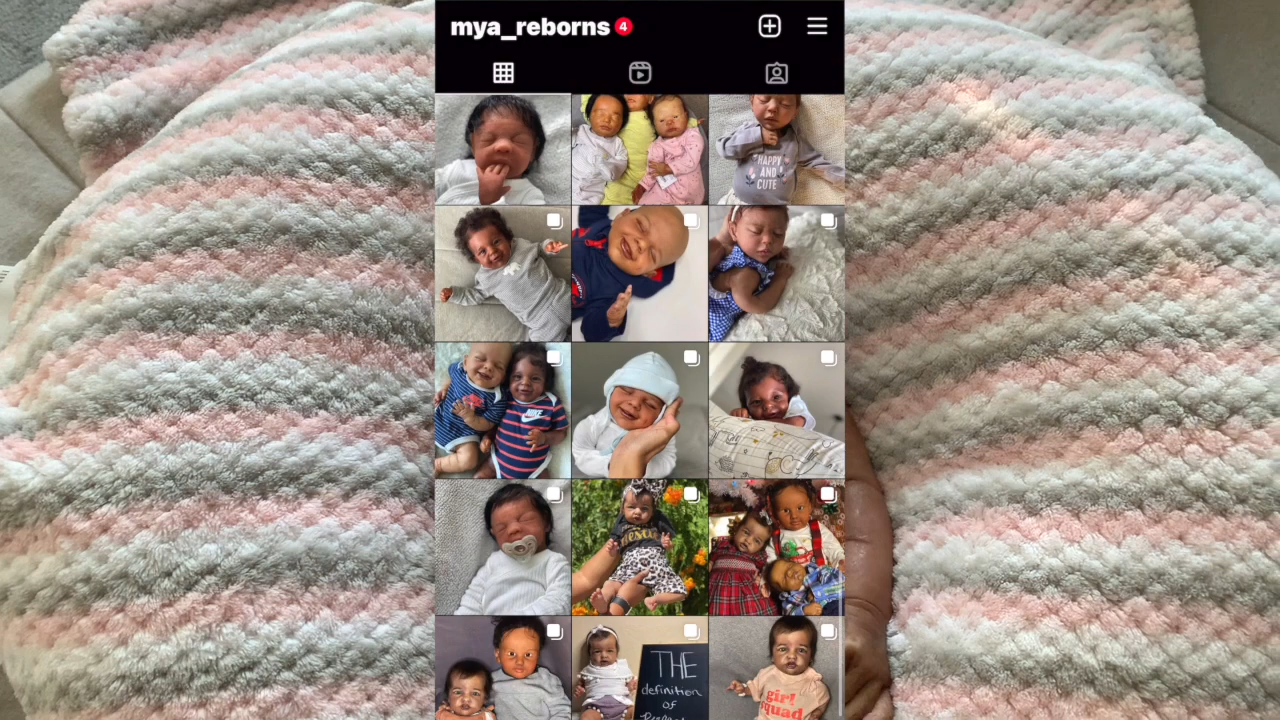 mya_reborns 4
HAPPY
AND
CUTE
NIKE
THE
definition
of
girl
squad